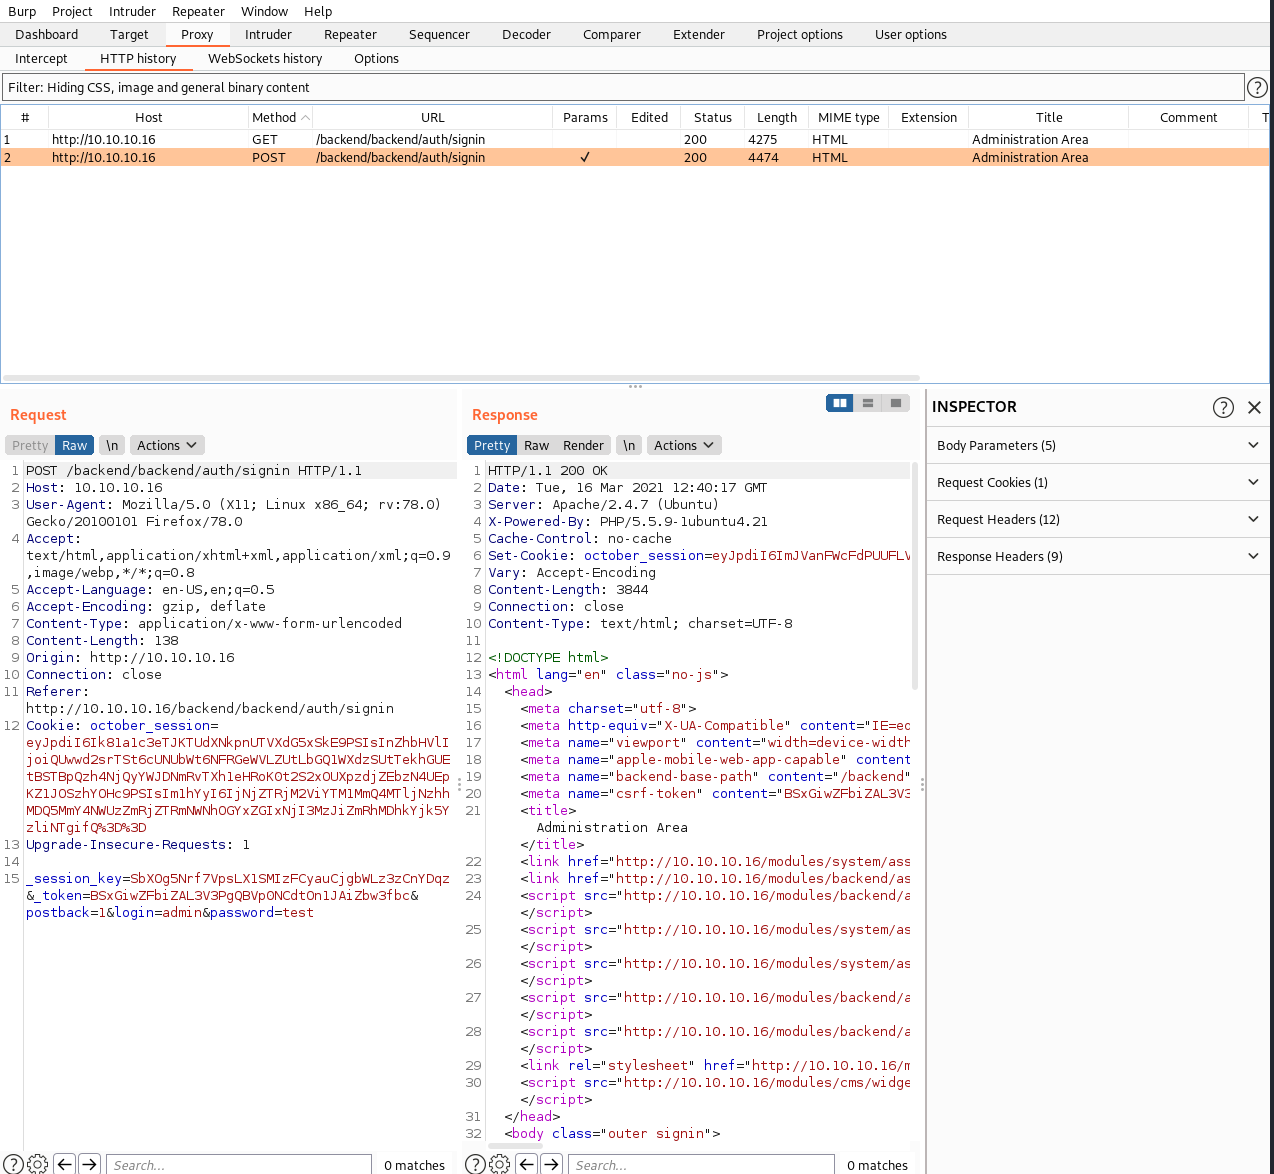 Burp Project Intruder Repeater Window Help
Dashboard Target Proxy Intruder Repeater Sequencer Decoder Comparer Extender Project options User options
Intercept HTTP history WebSockets history Options
Filter: Hiding CSS, image and general binary content ?
# Host Method URL Params Edited Status Length MIME type Extension Title Comment T
1 http://10.10.10.16 GET /backend/backend/auth/signin 200 4275 HTML Administration Area
2 http://10.10.10.16 POST /backend/backend/auth/signin ✓ 200 4474 HTML Administration Area
Request
Pretty Raw \n Actions
1 POST /backend/backend/auth/signin HTTP/1.1
2 Host: 10.10.10.16
3 User-Agent: Mozilla/5.0 (X11; Linux x86_64; rv:78.0)
Gecko/20100101 Firefox/78.0
4 Accept:
text/html,application/xhtml+xml,application/xml;q=0.9
,image/webp,*/*;q=0.8
5 Accept-Language: en-US,en;q=0.5
6 Accept-Encoding: gzip, deflate
7 Content-Type: application/x-www-form-urlencoded
8 Content-Length: 138
9 Origin: http://10.10.10.16
10 Connection: close
11 Referer:
http://10.10.10.16/backend/backend/auth/signin
12 Cookie: october_session=
13 Upgrade-Insecure-Requests: 1
14
15 _session_key=SbXOg5Nrf7VpsLX1SMIzFCyauCjgbWLz3zCnYDqz
&_token=BSxGiwZFbiZAL3V3PgQBVp0NCdtOn1JAiZbw3fbc&
postback=1&login=admin&password=test
? Search... 0 matches
Response
Pretty Raw Render \n Actions
1 HTTP/1.1 200 OK
2 Date: Tue, 16 Mar 2021 12:40:17 GMT
3 Server: Apache/2.4.7 (Ubuntu)
4 X-Powered-By: PHP/5.5.9-1ubuntu4.21
5 Cache-Control: no-cache
6 Set-Cookie: october_session=eyJpdiI6ImJVanFWcFdPUUFLV
7 Vary: Accept-Encoding
8 Content-Length: 3844
9 Connection: close
10 Content-Type: text/html; charset=UTF-8
11
12 <!DOCTYPE html>
13 <html lang="en" class="no-js">
14 <head>
15 <meta charset="utf-8">
16 <meta http-equiv="X-UA-Compatible" content="IE=ed
17 <meta name="viewport" content="width=device-width
18 <meta name="apple-mobile-web-app-capable" content
19 <meta name="backend-base-path" content="/backend"
20 <meta name="csrf-token" content="BSxGiwZFbiZAL3V3
21 <title>
Administration Area
</title>
22 <link href="http://10.10.10.16/modules/system/ass
23 <link href="http://10.10.10.16/modules/backend/as
24 <script src="http://10.10.10.16/modules/backend/a
</script>
25 <script src="http://10.10.10.16/modules/system/as
</script>
26 <script src="http://10.10.10.16/modules/system/as
</script>
27 <script src="http://10.10.10.16/modules/backend/a
</script>
28 <script src="http://10.10.10.16/modules/backend/a
</script>
29 <link rel="stylesheet" href="http://10.10.10.16/m
30 <script src="http://10.10.10.16/modules/cms/widge
</script>
31 </head>
32 <body class="outer signin">
? Search... 0 matches
INSPECTOR ?
Body Parameters (5)
Request Cookies (1)
Request Headers (12)
Response Headers (9)